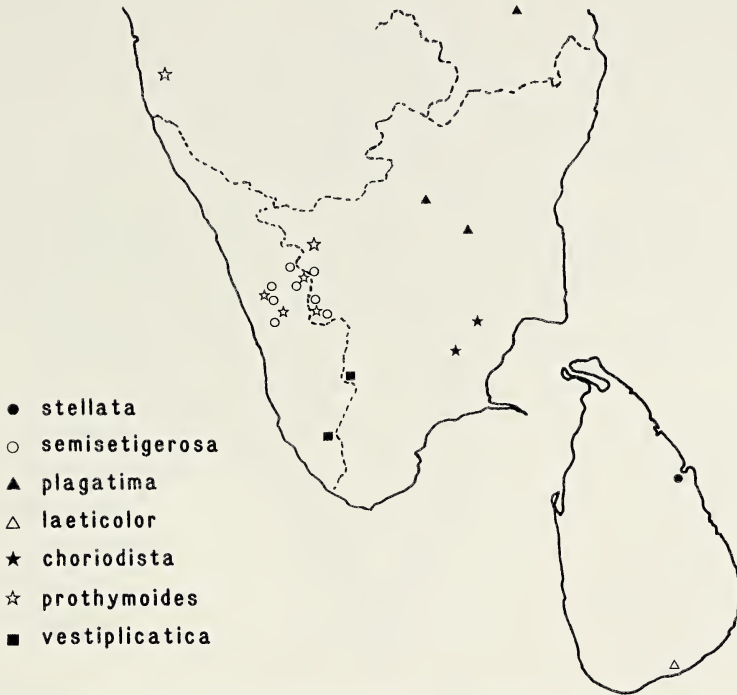 stellata
semisetigerosa
plagatima
laeticolor
choriodista
prothymoides
vestiplicatica